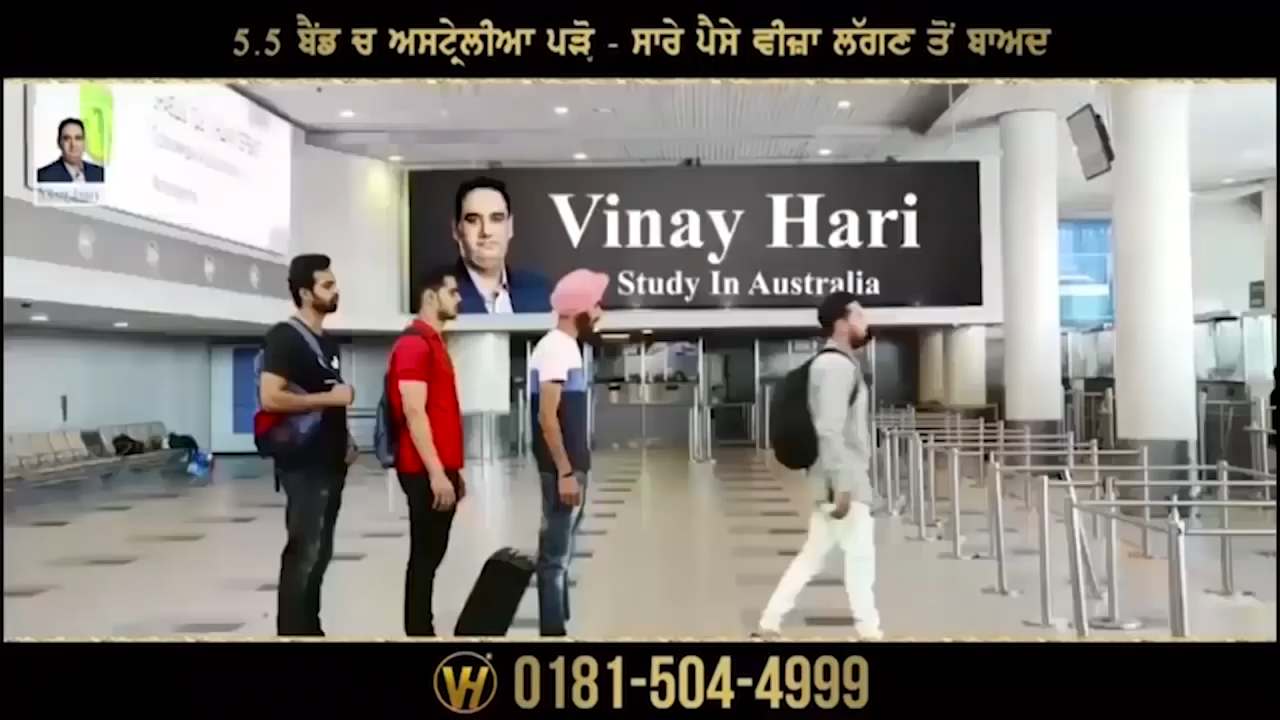 5.5 ਬੈਂਡ ਚ ਅਸਟ੍ਰੇਲੀਆ ਪੜੋ - ਸਾਰੇ ਪੈਸੇ ਵੀਜ਼ਾ ਲੱਗਣ ਤੋਂ ਬਾਅਦ
Vinay Hari
Study In Australia
VH 0181-504-4999